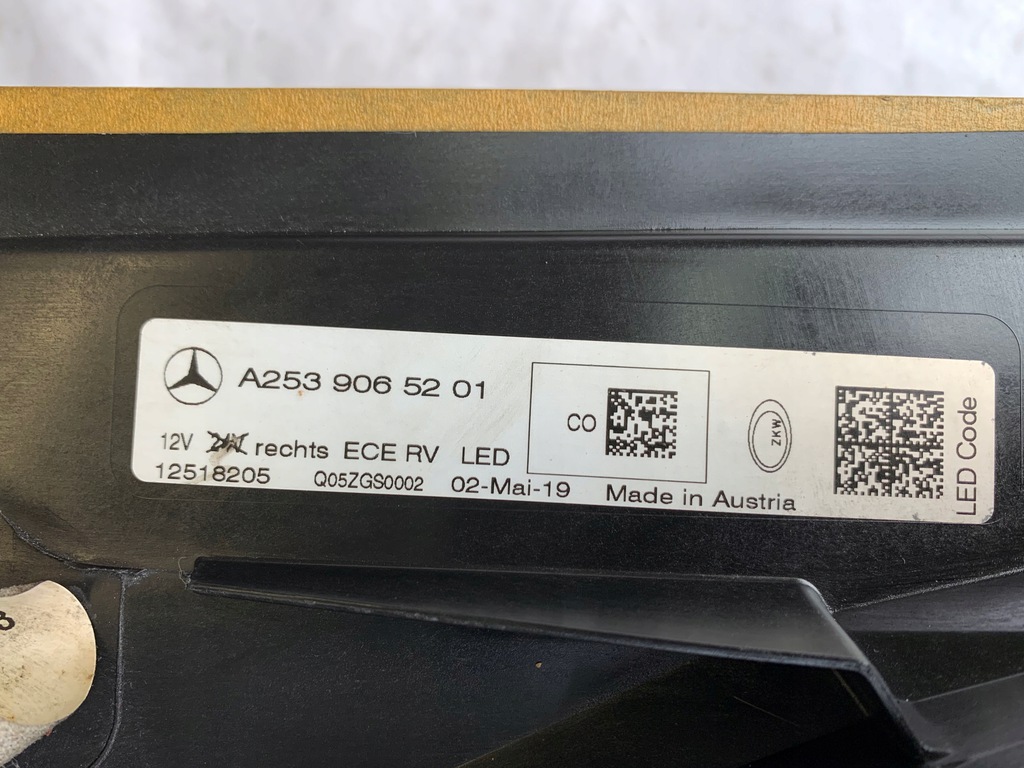 A253 906 52 01
12V 24V rechts ECE RV LED
12518205 Q05ZGS0002 02-Mai-19 Made in Austria
CO
ZKW
LED Code